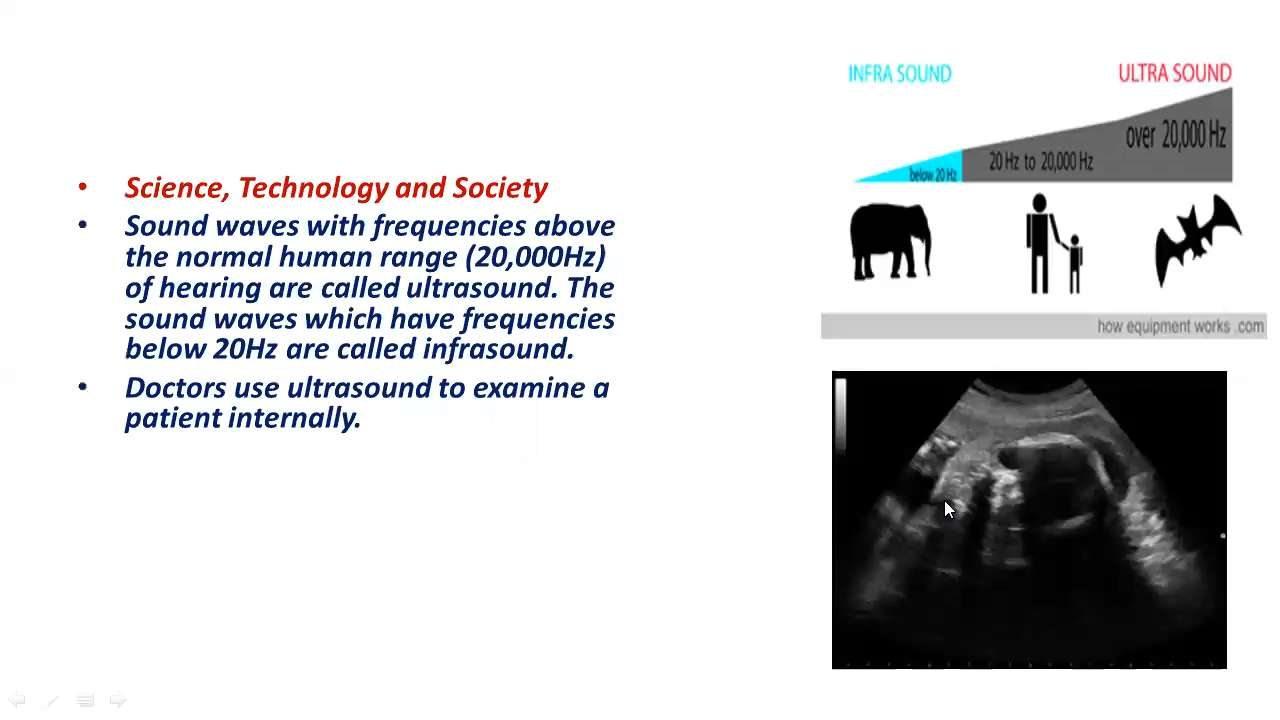 • Science, Technology and Society
• Sound waves with frequencies above
the normal human range (20,000Hz)
of hearing are called ultrasound. The
sound waves which have frequencies
below 20Hz are called infrasound.
• Doctors use ultrasound to examine a
patient internally.
INFRA SOUND
ULTRA SOUND
below 20 Hz
20 Hz to 20,000 Hz
over 20,000 Hz
how equipment works .com